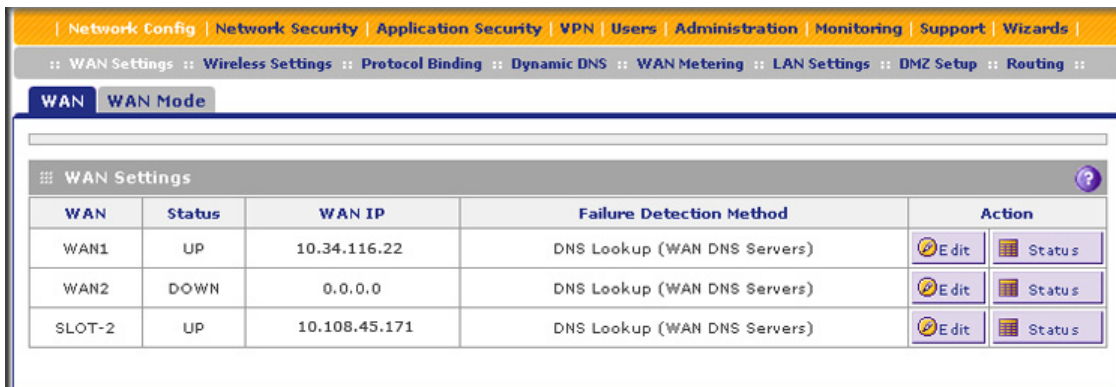 | Network Config | Network Security | Application Security | VPN | Users | Administration | Monitoring | Support | Wizards |
:: WAN Settings :: Wireless Settings :: Protocol Binding :: Dynamic DNS :: WAN Metering :: LAN Settings :: DMZ Setup :: Routing ::
WAN WAN Mode
WAN Settings ?
WAN Status WAN IP Failure Detection Method Action
WAN1 UP 10.34.116.22 DNS Lookup (WAN DNS Servers) Edit Status
WAN2 DOWN 0.0.0.0 DNS Lookup (WAN DNS Servers) Edit Status
SLOT-2 UP 10.108.45.171 DNS Lookup (WAN DNS Servers) Edit Status